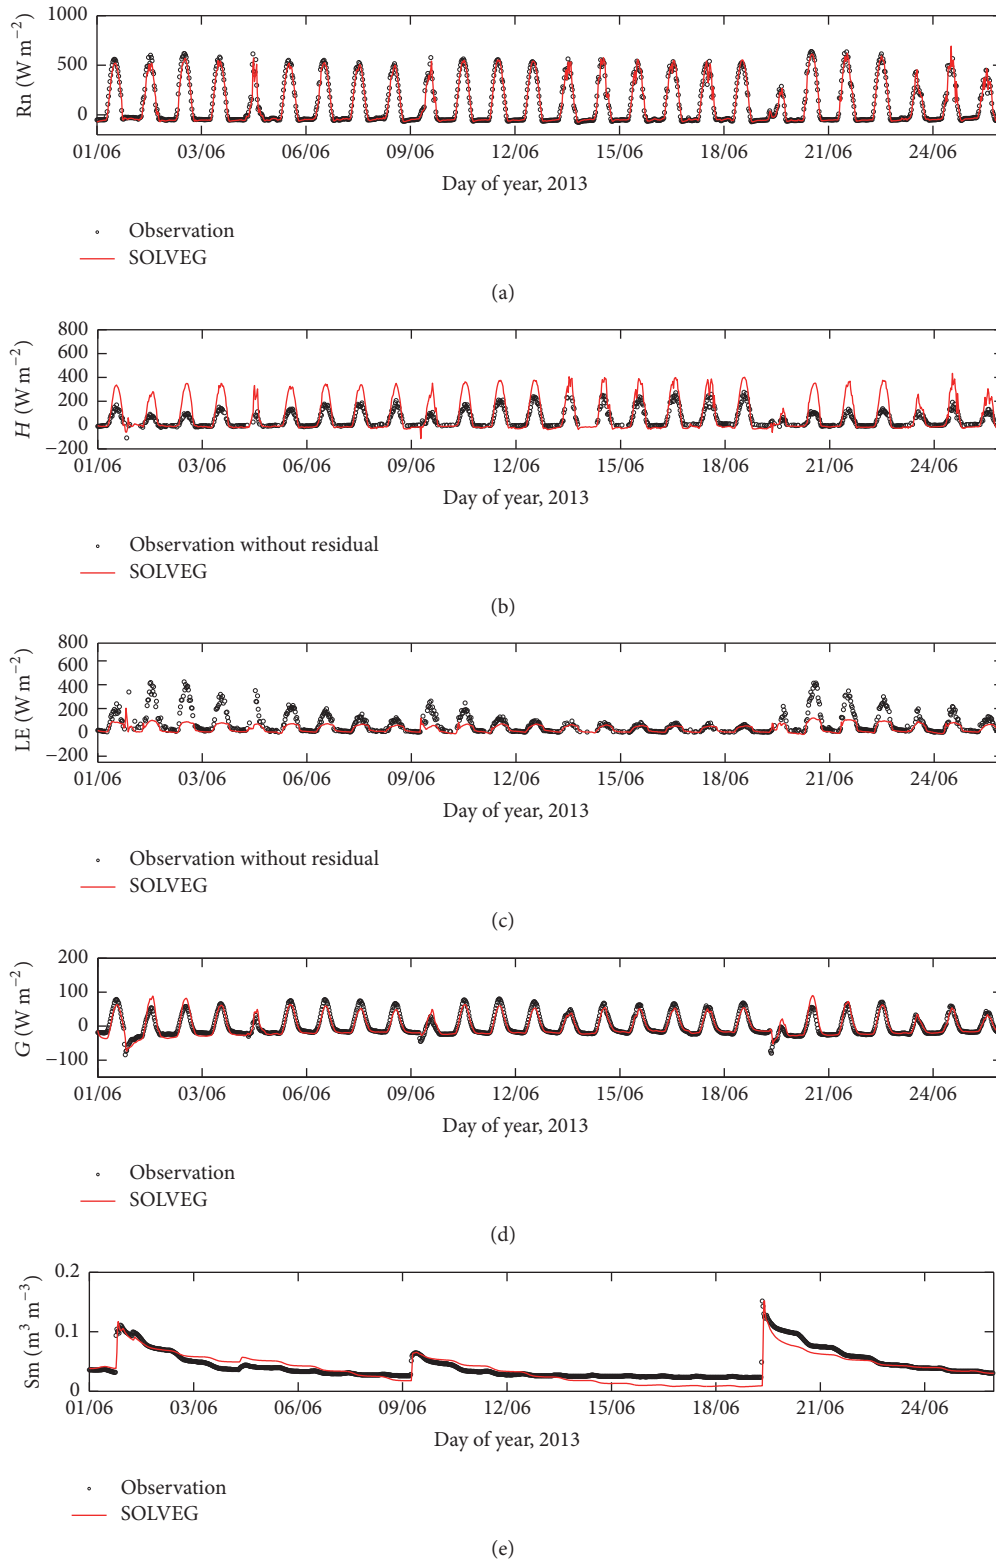 1000
500
0
Rn (W m−2)
01/06 03/06 06/06 09/06 12/06 15/06 18/06 21/06 24/06
Day of year, 2013
Observation
SOLVEG
(a)
800
600
400
200
0
−200
H (W m−2)
01/06 03/06 06/06 09/06 12/06 15/06 18/06 21/06 24/06
Day of year, 2013
Observation without residual
SOLVEG
(b)
800
600
400
200
0
−200
LE (W m−2)
01/06 03/06 06/06 09/06 12/06 15/06 18/06 21/06 24/06
Day of year, 2013
Observation without residual
SOLVEG
(c)
200
100
0
−100
G (W m−2)
01/06 03/06 06/06 09/06 12/06 15/06 18/06 21/06 24/06
Day of year, 2013
Observation
SOLVEG
(d)
0.2
0.1
0
Sm (m3 m−3)
01/06 03/06 06/06 09/06 12/06 15/06 18/06 21/06 24/06
Day of year, 2013
Observation
SOLVEG
(e)